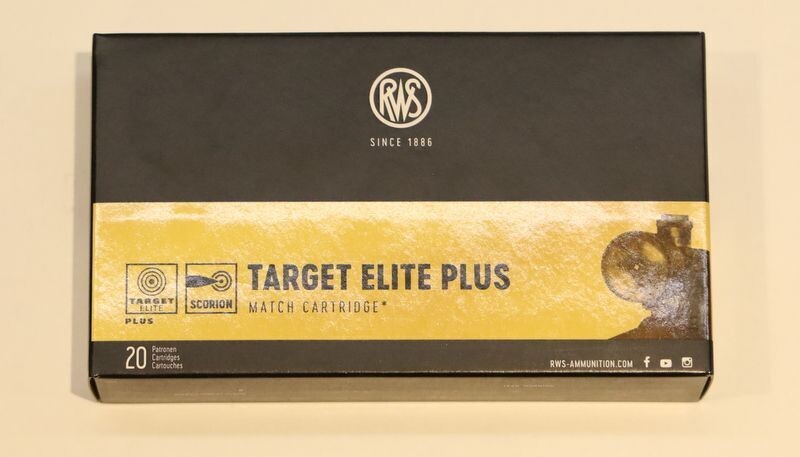 RWS
SINCE 1886
TARGET ELITE PLUS
MATCH CARTRIDGE*
TARGET
ELITE
PLUS
SCORION
20 Patronen
Cartridges
Cartouches
RWS-AMMUNITION.COM